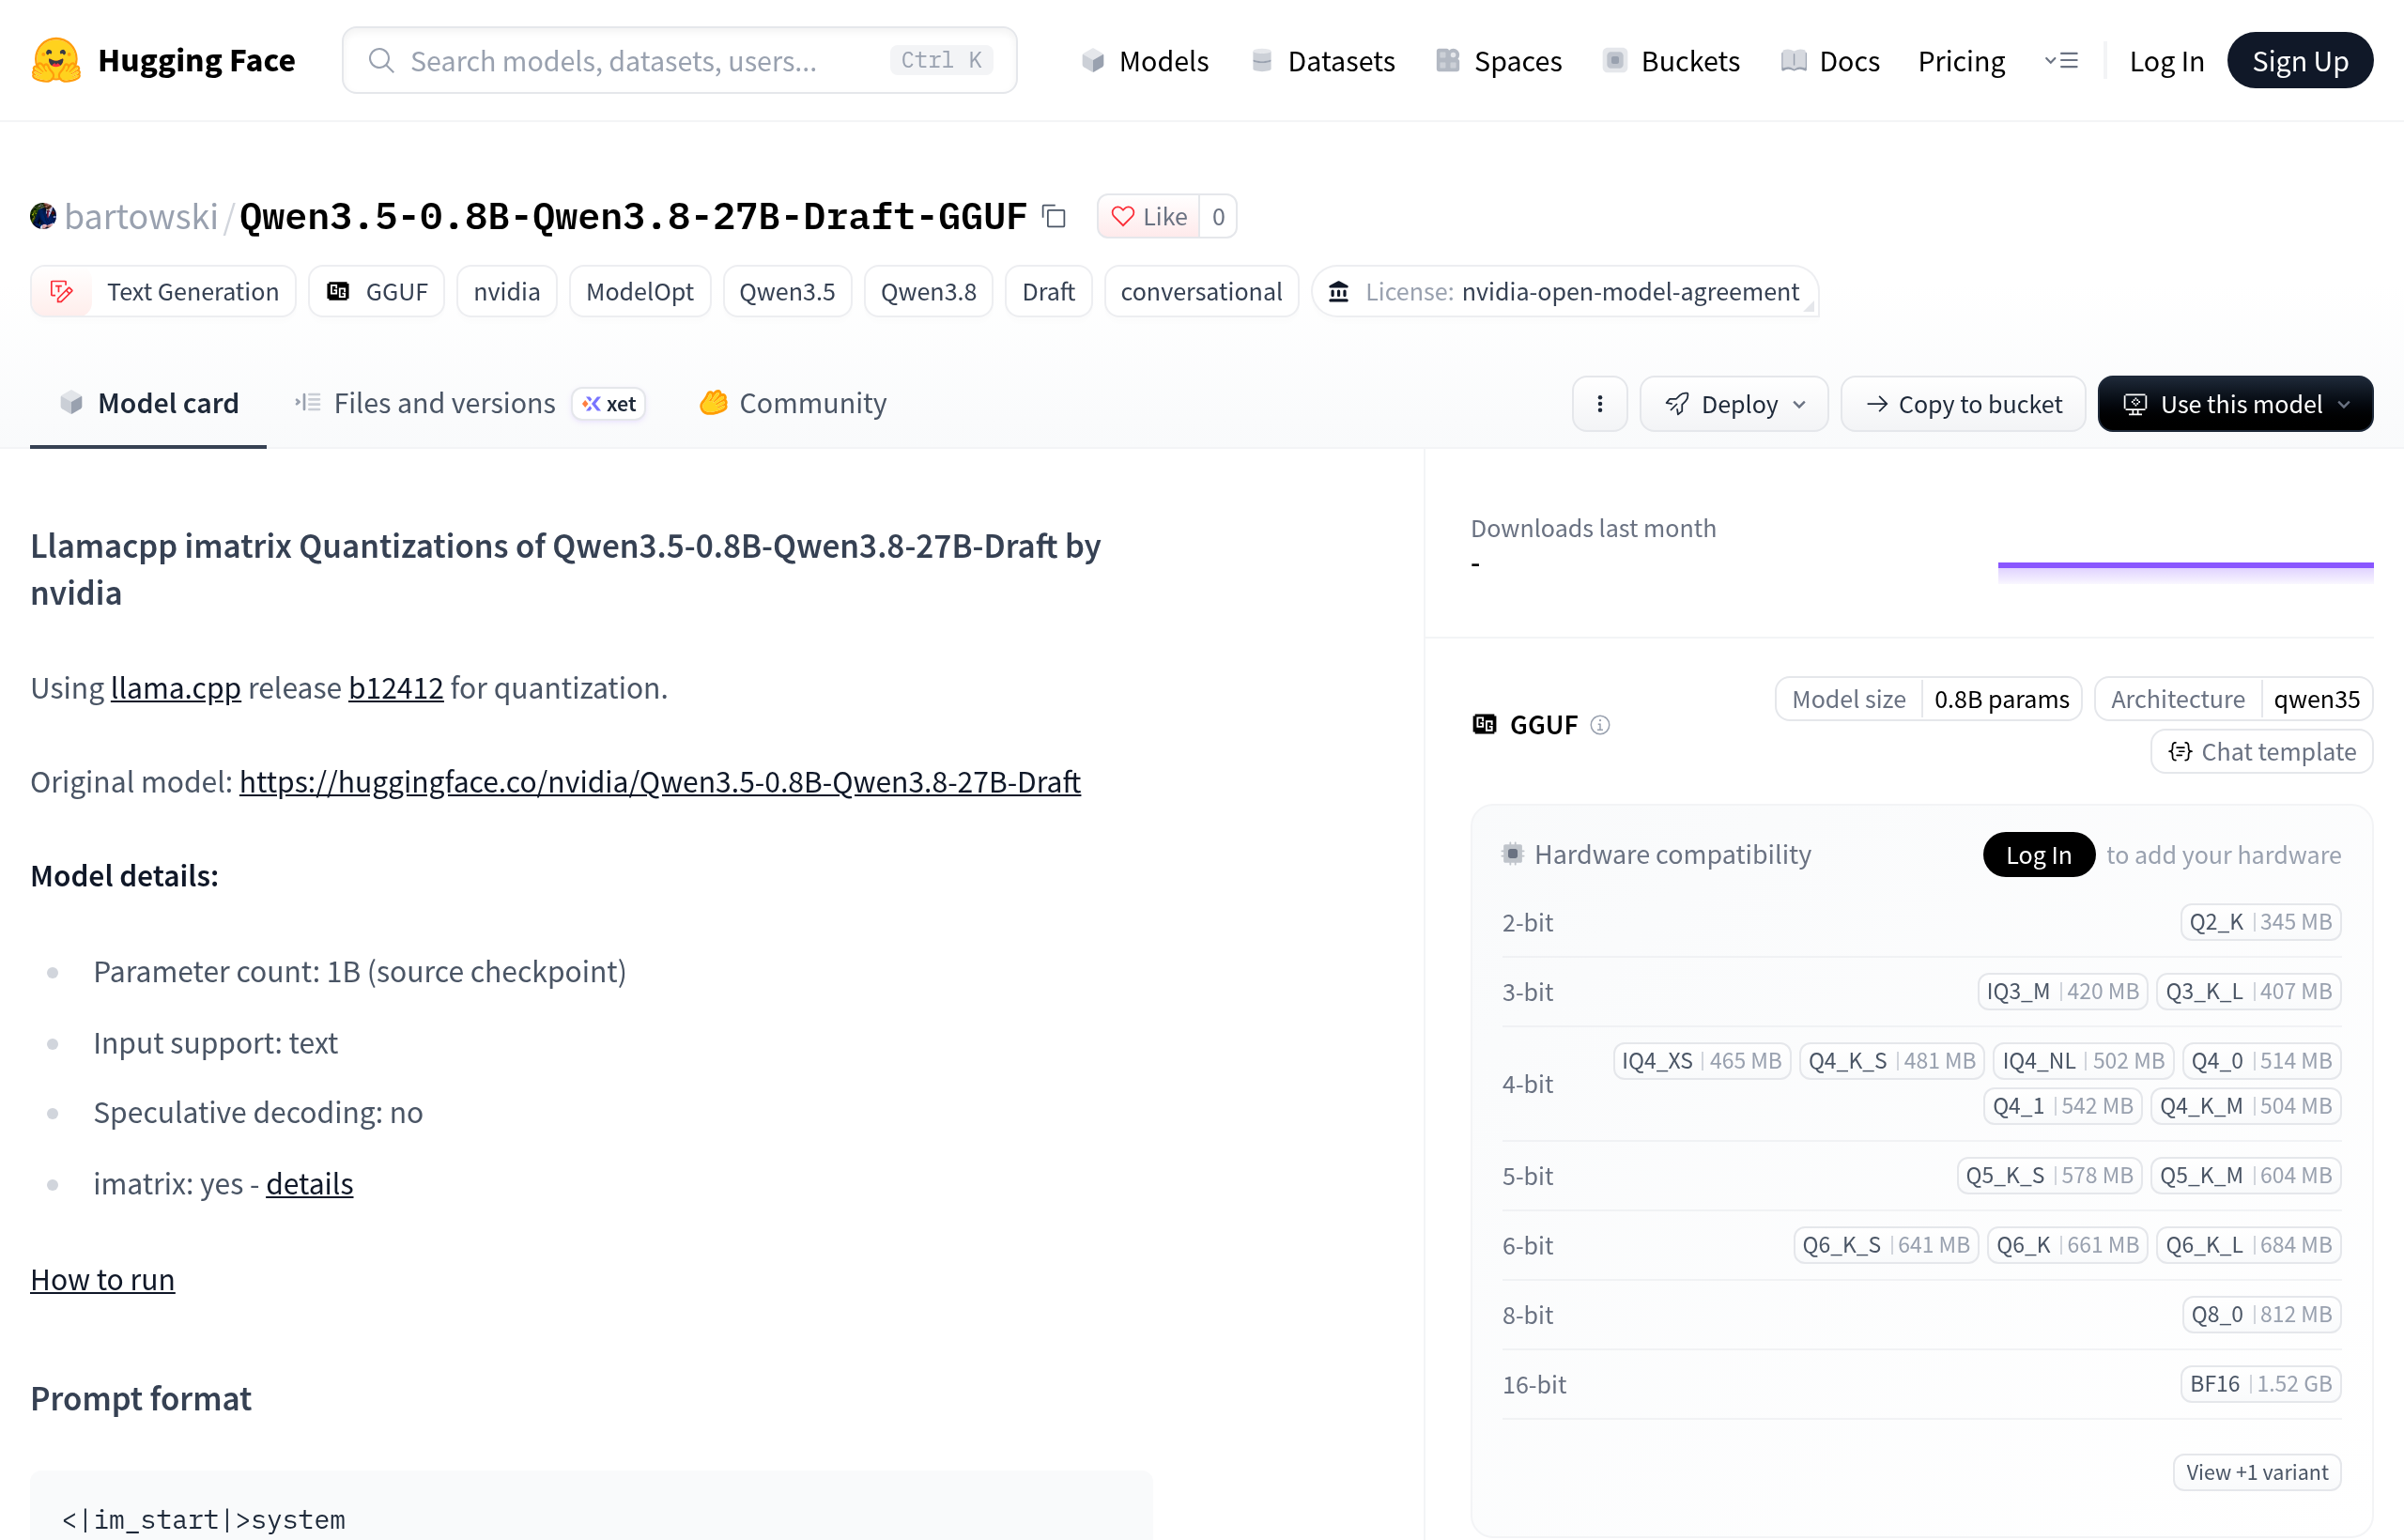 Hugging Face
Search models, datasets, users...
Ctrl K
Models
Datasets
Spaces
Buckets
Docs
Pricing
Log In
Sign Up
bartowski/Qwen3.5-0.8B-Qwen3.8-27B-Draft-GGUF
Like 0
Text Generation
GGUF
nvidia
ModelOpt
Qwen3.5
Qwen3.8
Draft
conversational
License: nvidia-open-model-agreement
Model card
Files and versions
xet
Community
Deploy
Copy to bucket
Use this model
Llamacpp imatrix Quantizations of Qwen3.5-0.8B-Qwen3.8-27B-Draft by
nvidia
Using llama.cpp release b12412 for quantization.
Original model: https://huggingface.co/nvidia/Qwen3.5-0.8B-Qwen3.8-27B-Draft
Model details:
Parameter count: 1B (source checkpoint)
Input support: text
Speculative decoding: no
imatrix: yes - details
How to run
Prompt format
<|im_start|>system
Downloads last month
-
GGUF
Model size 0.8B params
Architecture qwen35
Chat template
Hardware compatibility
Log In to add your hardware
2-bit
Q2_K 345 MB
3-bit
IQ3_M 420 MB
Q3_K_L 407 MB
4-bit
IQ4_XS 465 MB
Q4_K_S 481 MB
IQ4_NL 502 MB
Q4_0 514 MB
Q4_1 542 MB
Q4_K_M 504 MB
5-bit
Q5_K_S 578 MB
Q5_K_M 604 MB
6-bit
Q6_K_S 641 MB
Q6_K 661 MB
Q6_K_L 684 MB
8-bit
Q8_0 812 MB
16-bit
BF16 1.52 GB
View +1 variant